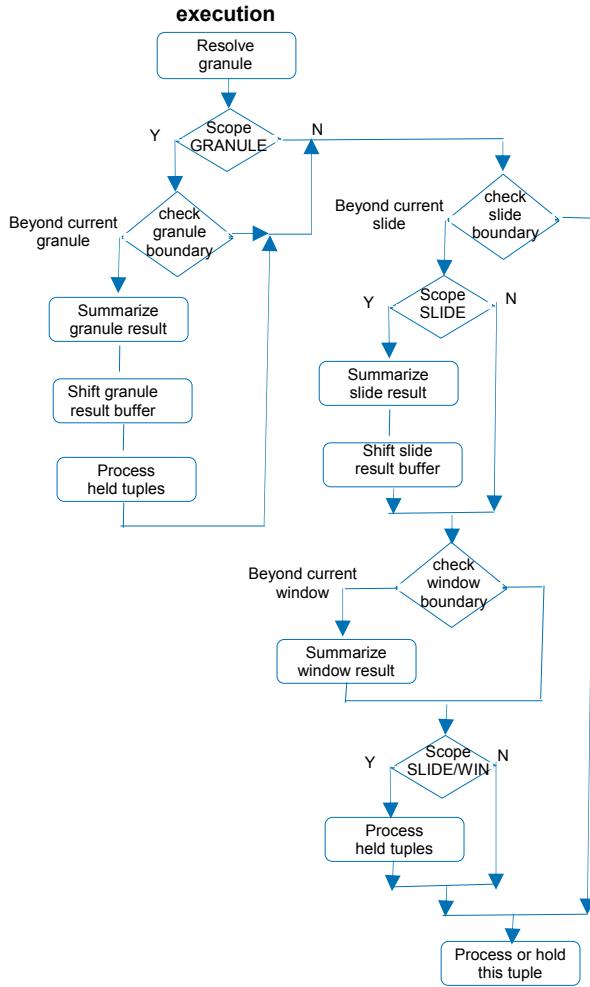 execution
Resolve
granule
Y
Scope
GRANULE
N
Beyond current
granule
check
granule
boundary
Summarize
granule result
Shift granule
result buffer
Process
held tuples
Beyond current
slide
check
slide
boundary
Y
Scope
SLIDE
N
Summarize
slide result
Shift slide
result buffer
Beyond current
window
check
window
boundary
Summarize
window result
Y
Scope
SLIDE/WIN
N
Process
held tuples
Process or hold
this tuple